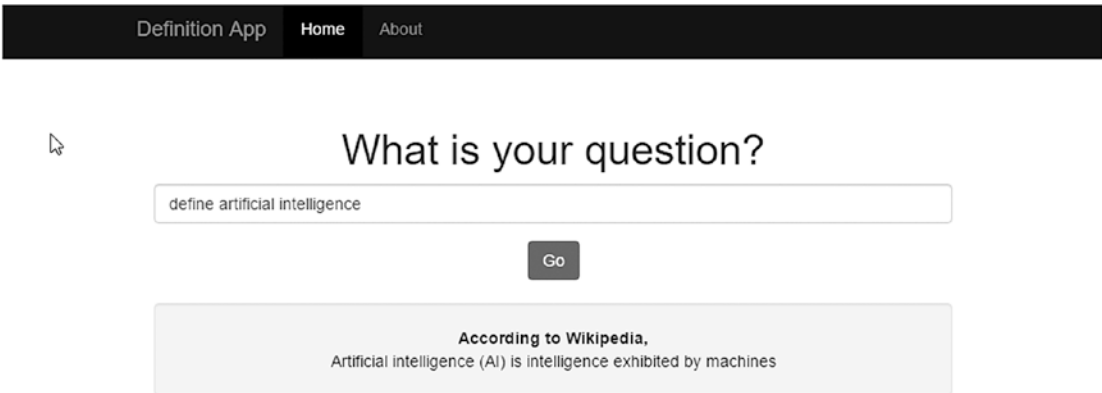 Definition App Home About
What is your question?
define artificial intelligence
Go
According to Wikipedia,
Artificial intelligence (AI) is intelligence exhibited by machines